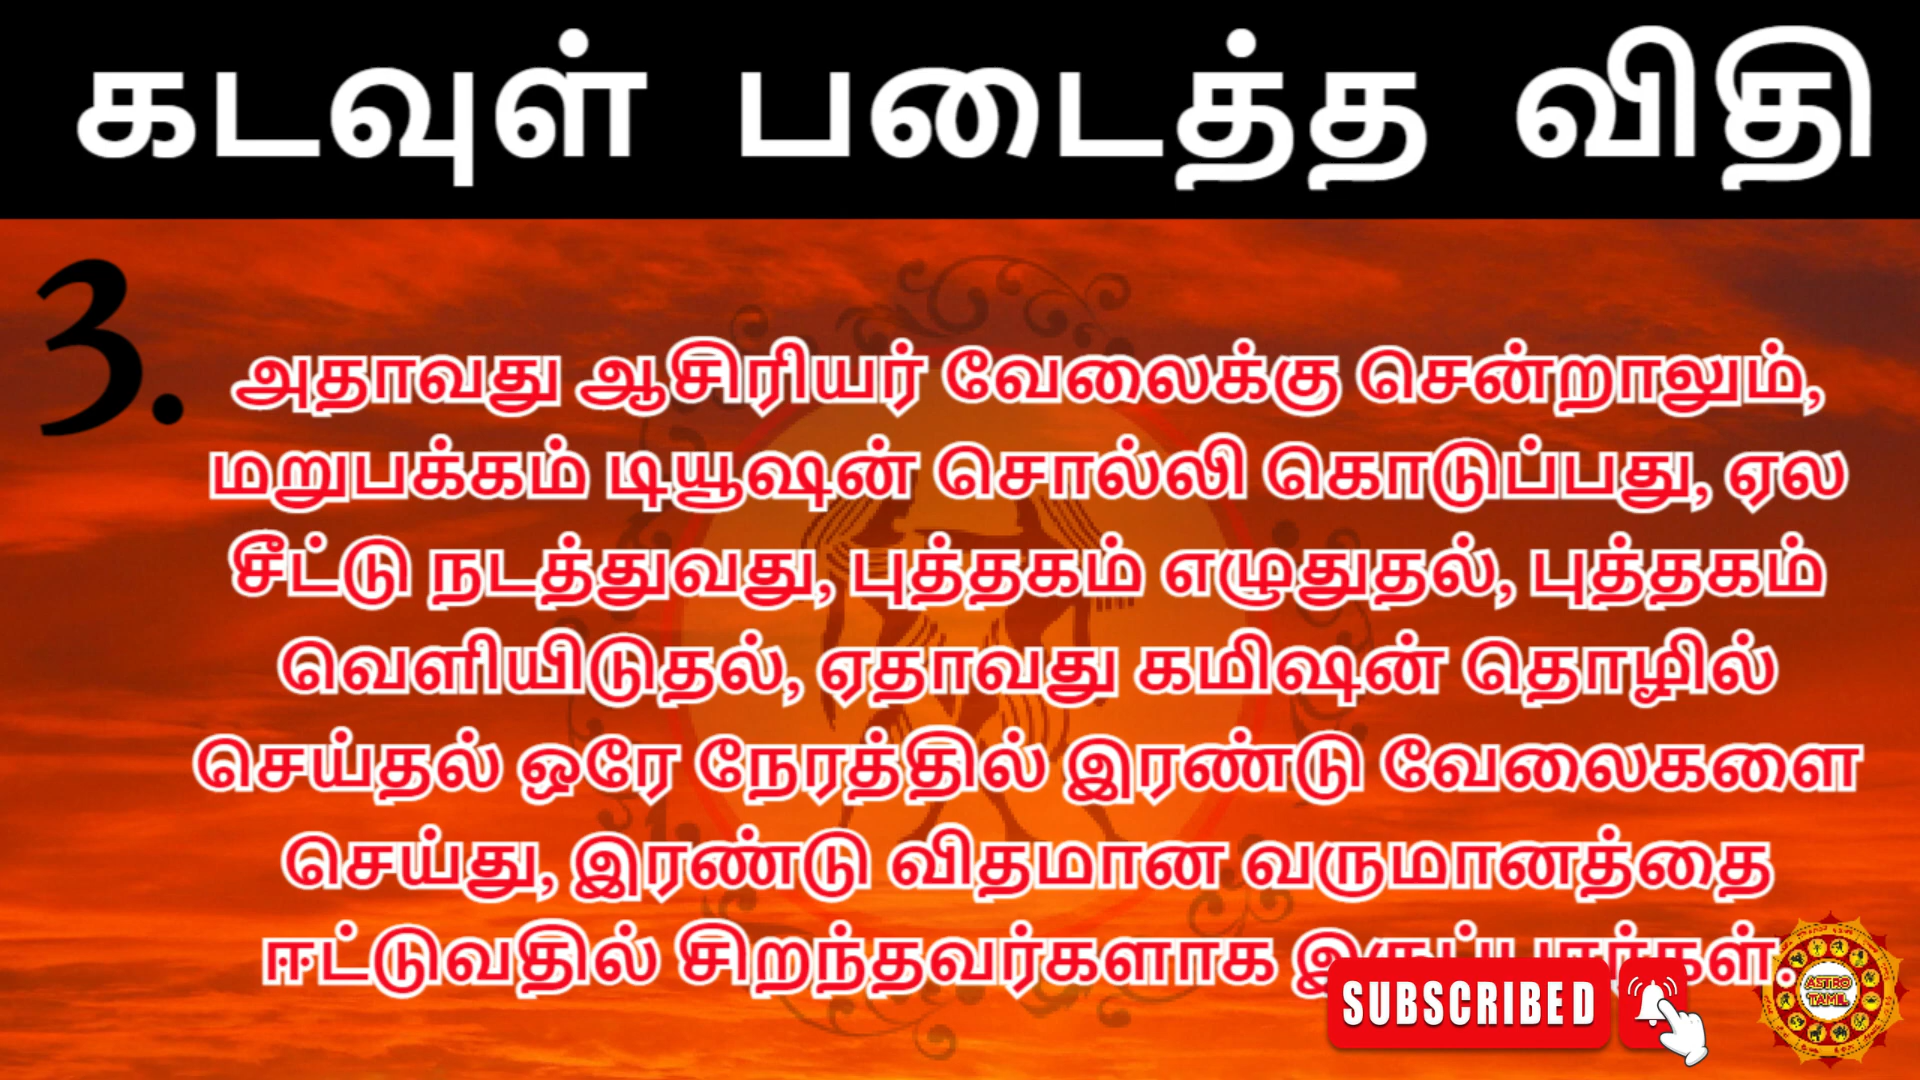 கடவுள் படைத்த விதி
3.
அதாவது ஆசிரியர் வேலைக்கு சென்றாலும்,
மறுபக்கம் டியூஷன் சொல்லி கொடுப்பது, ஏல
சீட்டு நடத்துவது, புத்தகம் எழுதுதல், புத்தகம்
வெளியிடுதல், ஏதாவது கமிஷன் தொழில்
செய்தல் ஒரே நேரத்தில் இரண்டு வேலைகளை
செய்து, இரண்டு விதமான வருமானத்தை
ஈட்டுவதில் சிறந்தவர்களாக
SUBSCRIBED
ASTRO
TAMIL